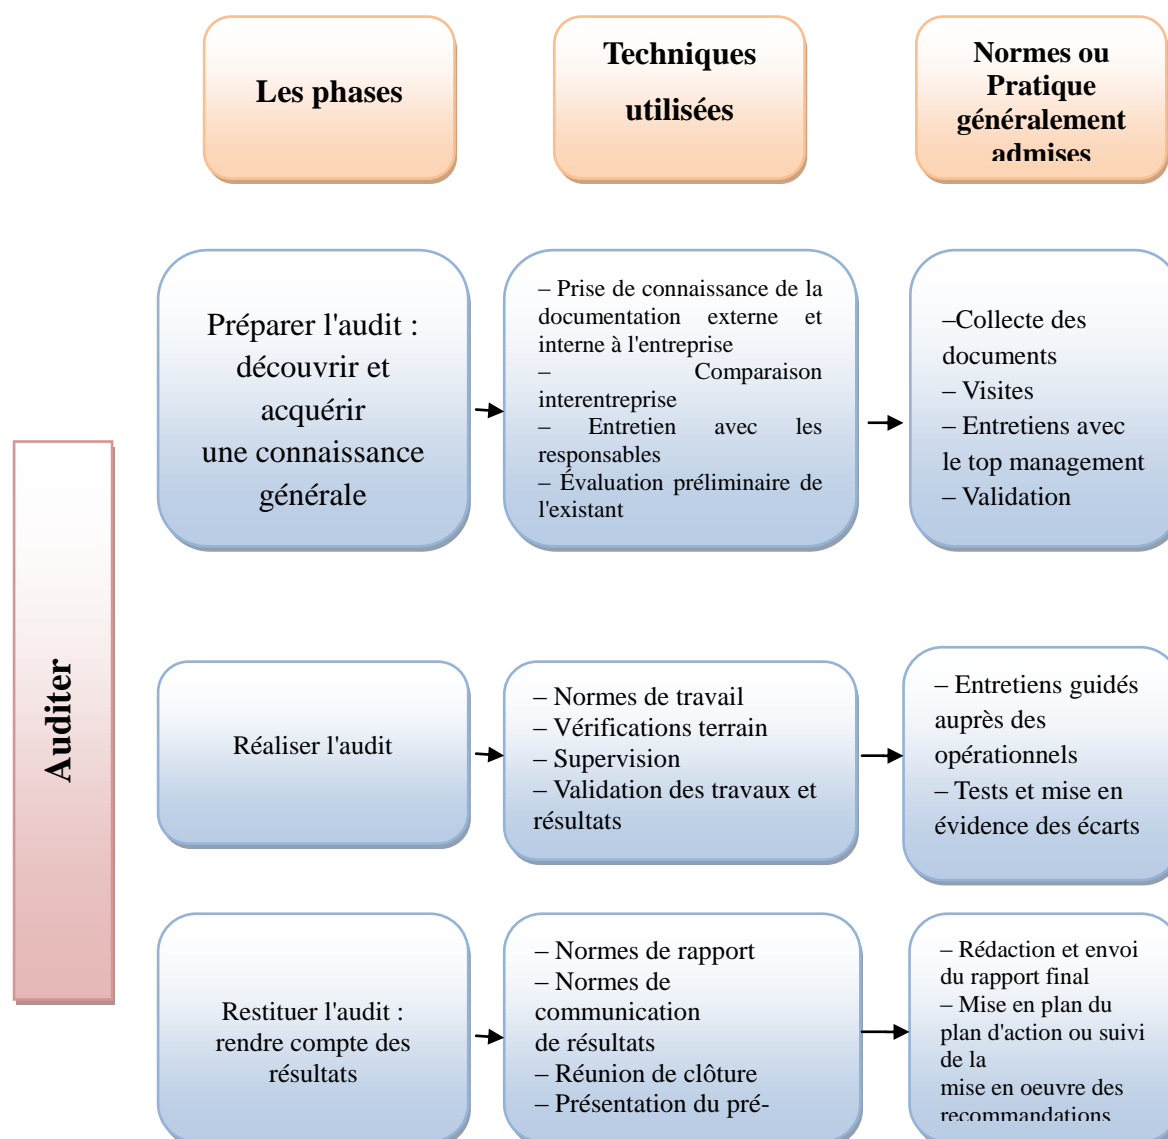 Les phases
Techniques
utilisées
Normes ou
Pratique
généralement
admises
Auditer
Préparer l'audit :
découvrir et
acquérir
une connaissance
générale
– Prise de connaissance de la
documentation externe et
interne à l'entreprise
– Comparaison
interentreprise
– Entretien avec les
responsables
– Évaluation préliminaire de
l'existant
–Collecte des
documents
– Visites
– Entretiens avec
le top management
– Validation
Réaliser l'audit
– Normes de travail
– Vérifications terrain
– Supervision
– Validation des travaux et
résultats
– Entretiens guidés
auprès des
opérationnels
– Tests et mise en
évidence des écarts
Restituer l'audit :
rendre compte des
résultats
– Normes de rapport
– Normes de
communication
de résultats
– Réunion de clôture
– Présentation du pré-
– Rédaction et envoi
du rapport final
– Mise en plan du
plan d'action ou suivi
de la
mise en oeuvre des
recommandations